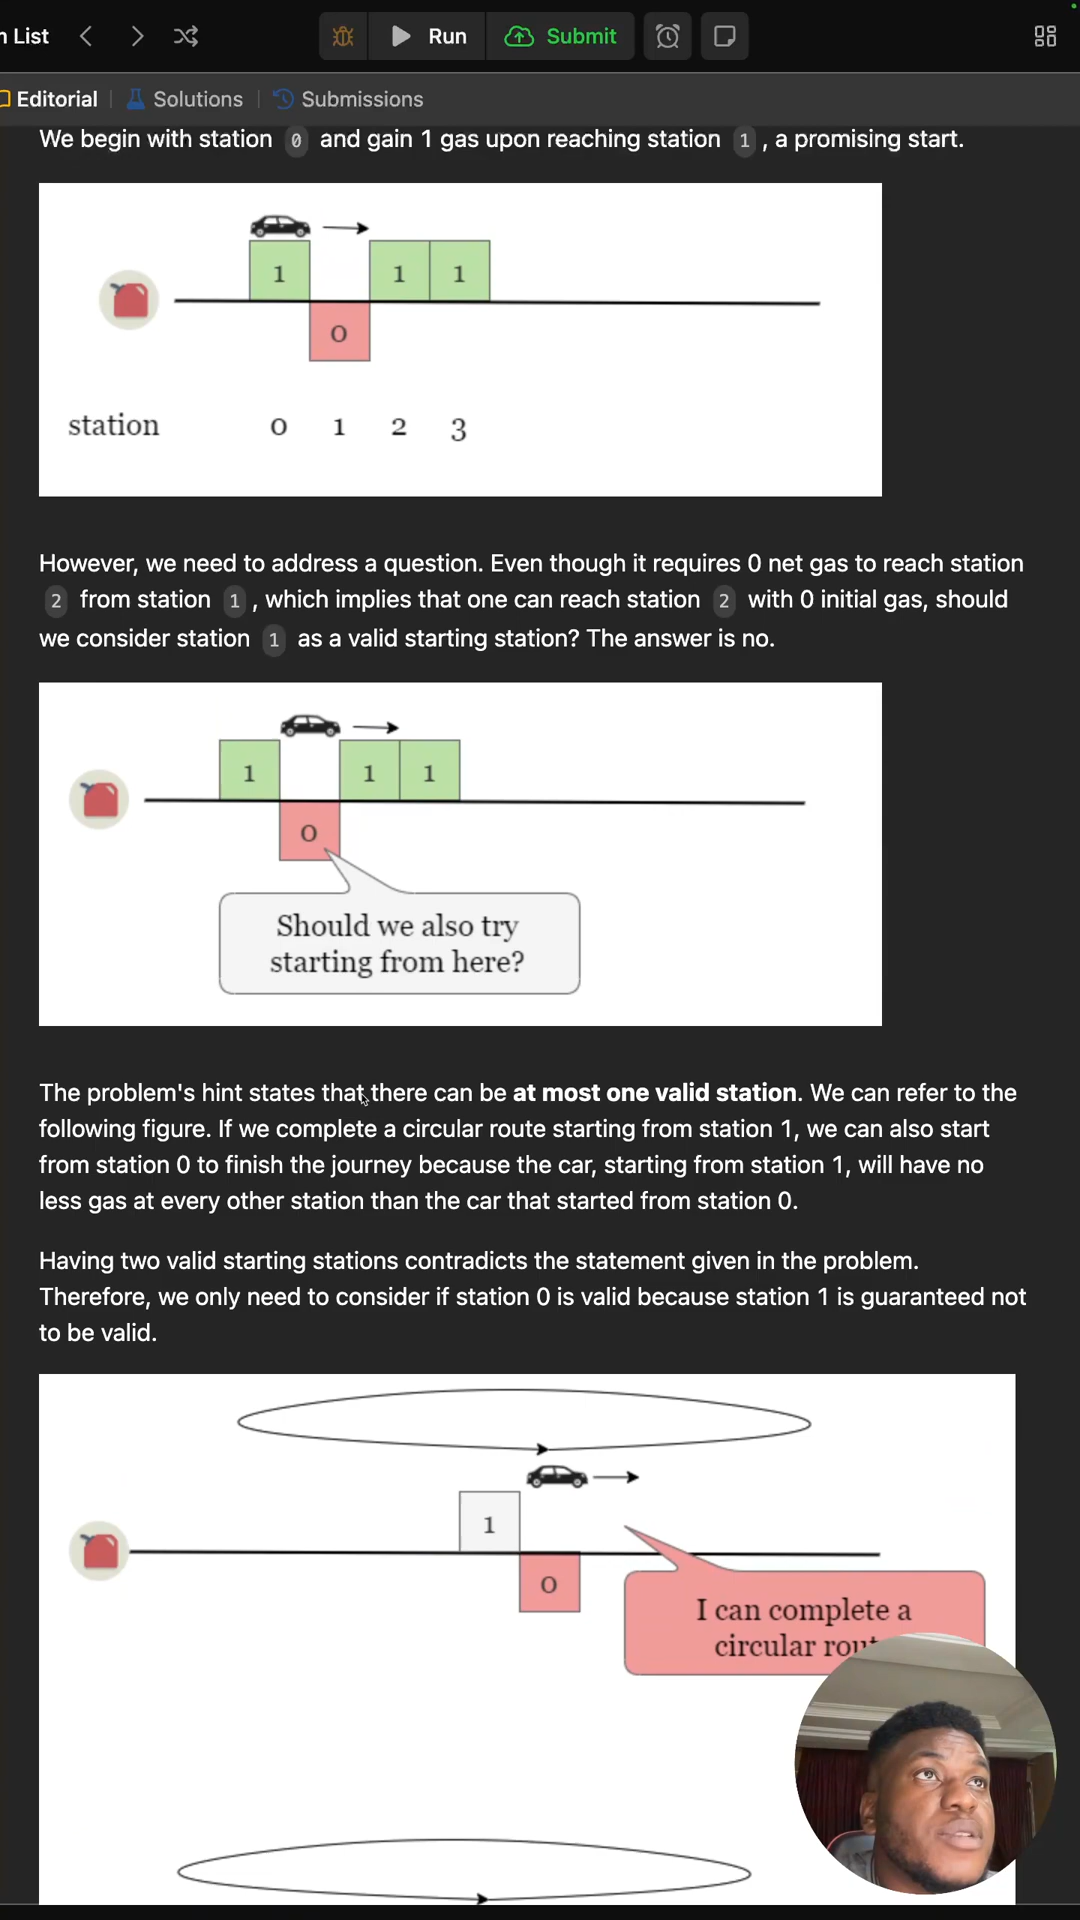 n List
Run
Submit
Editorial
Solutions
Submissions
We begin with station 0 and gain 1 gas upon reaching station 1 , a promising start.
1
1
1
0
station
0
1
2
3
However, we need to address a question. Even though it requires 0 net gas to reach station
2 from station 1 , which implies that one can reach station 2 with 0 initial gas, should
we consider station 1 as a valid starting station? The answer is no.
1
1
1
0
Should we also try
starting from here?
The problem's hint states that there can be at most one valid station. We can refer to the
following figure. If we complete a circular route starting from station 1, we can also start
from station 0 to finish the journey because the car, starting from station 1, will have no
less gas at every other station than the car that started from station 0.
Having two valid starting stations contradicts the statement given in the problem.
Therefore, we only need to consider if station 0 is valid because station 1 is guaranteed not
to be valid.
1
0
I can complete a
circular rout